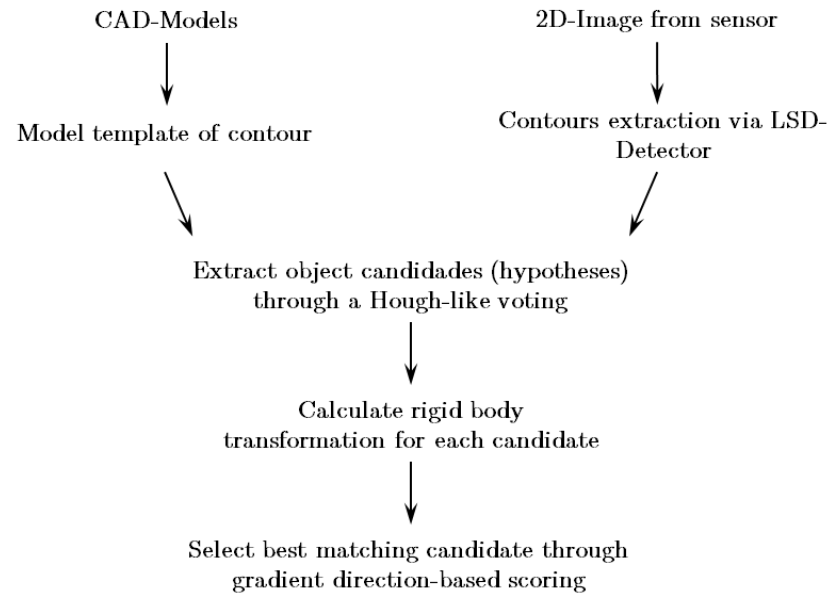 CAD-Models
2D-Image from sensor
Model template of contour
Contours extraction via LSD-
Detector
Extract object candidades (hypotheses)
through a Hough-like voting
Calculate rigid body
transformation for each candidate
Select best matching candidate through
gradient direction-based scoring